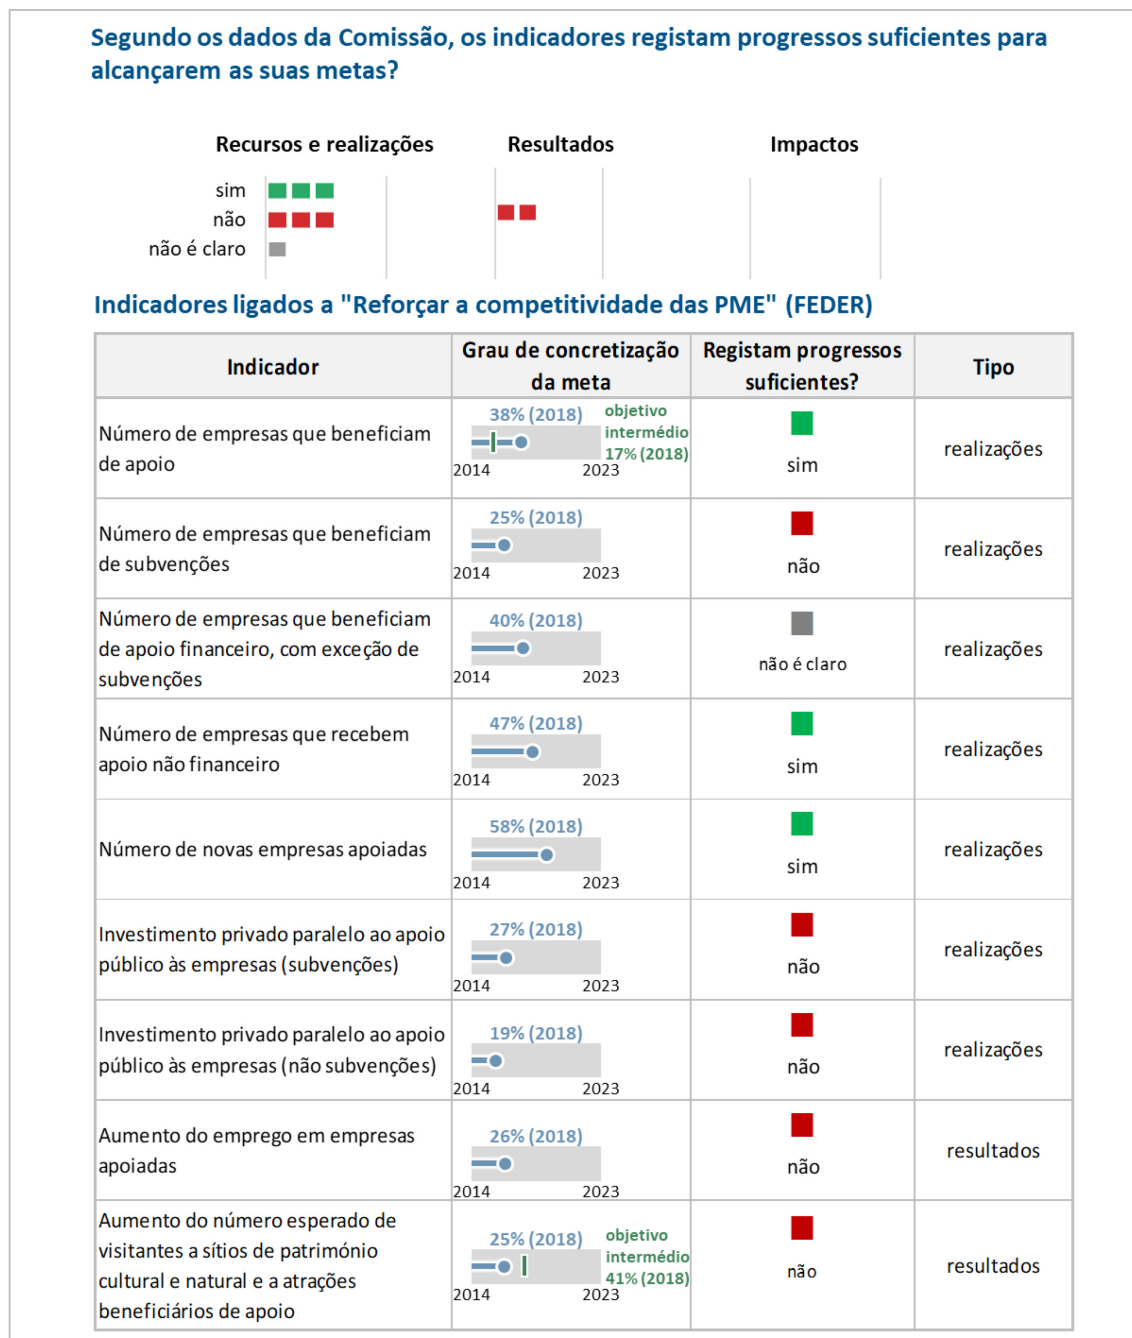 Segundo os dados da Comissão, os indicadores registam progressos suficientes para
alcançarem as suas metas?
Recursos e realizações
Resultados
Impactos
sim
não
não é claro
Indicadores ligados a "Reforçar a competitividade das PME" (FEDER)
Indicador
Grau de concretização
da meta
Registam progressos
suficientes?
Tipo
Número de empresas que beneficiam
de apoio
38% (2018)
objetivo
intermédio
17% (2018)
2014
2023
sim
realizações
Número de empresas que beneficiam
de subvenções
25% (2018)
2014
2023
não
realizações
Número de empresas que beneficiam
de apoio financeiro, com exceção de
subvenções
40% (2018)
2014
2023
não é claro
realizações
Número de empresas que recebem
apoio não financeiro
47% (2018)
2014
2023
sim
realizações
Número de novas empresas apoiadas
58% (2018)
2014
2023
sim
realizações
Investimento privado paralelo ao apoio
público às empresas (subvenções)
27% (2018)
2014
2023
não
realizações
Investimento privado paralelo ao apoio
público às empresas (não subvenções)
19% (2018)
2014
2023
não
realizações
Aumento do emprego em empresas
apoiadas
26% (2018)
2014
2023
não
resultados
Aumento do número esperado de
visitantes a sítios de património
cultural e natural e a atrações
beneficiários de apoio
25% (2018)
objetivo
intermédio
41% (2018)
2014
2023
não
resultados